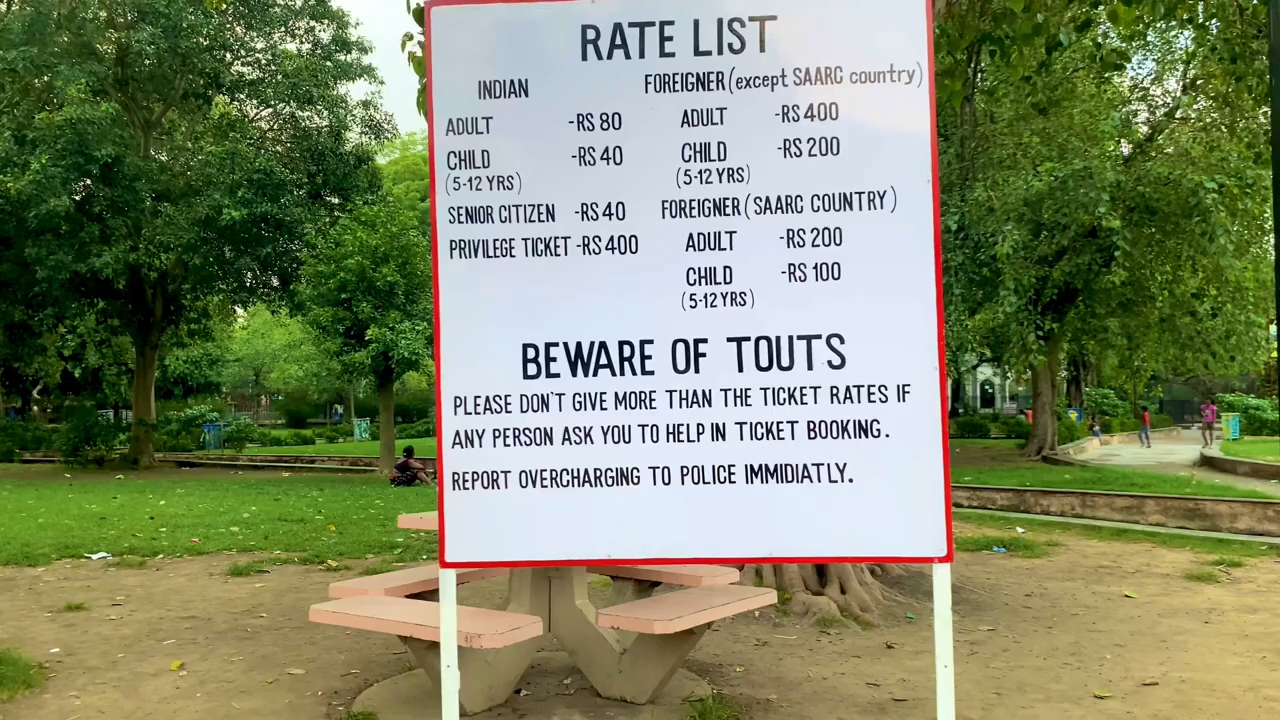 RATE LIST
INDIAN
ADULT -RS 80
CHILD -RS 40
(5-12 YRS)
SENIOR CITIZEN -RS 40
PRIVILEGE TICKET -RS 400
FOREIGNER (except SAARC country)
ADULT -RS 400
CHILD -RS 200
(5-12 YRS)
FOREIGNER (SAARC COUNTRY)
ADULT -RS 200
CHILD -RS 100
(5-12 YRS)
BEWARE OF TOUTS
PLEASE DON'T GIVE MORE THAN THE TICKET RATES IF
ANY PERSON ASK YOU TO HELP IN TICKET BOOKING.
REPORT OVERCHARGING TO POLICE IMMIDIATLY.